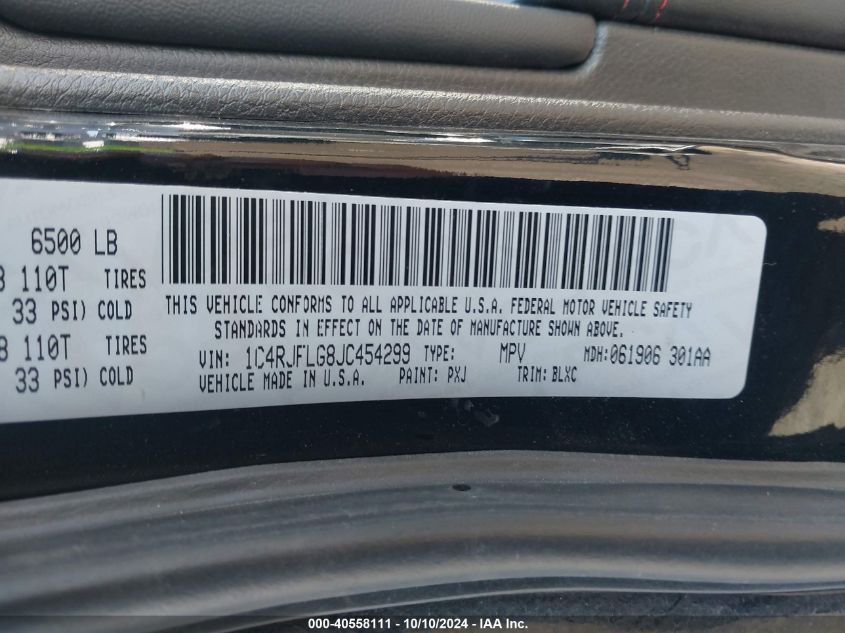 6500 LB
110T TIRES
33 PSI) COLD
110T TIRES
33 PSI) COLD
THIS VEHICLE CONFORMS TO ALL APPLICABLE U.S.A. FEDERAL MOTOR VEHICLE SAFETY
STANDARDS IN EFFECT ON THE DATE OF MANUFACTURE SHOWN ABOVE.
VIN: 1C4RJFLG8JC454299 TYPE: MPV MDH:061906 301AA
VEHICLE MADE IN U.S.A. PAINT: PXJ TRIM: BLXC
000-40558111 - 10/10/2024 - IAA Inc.